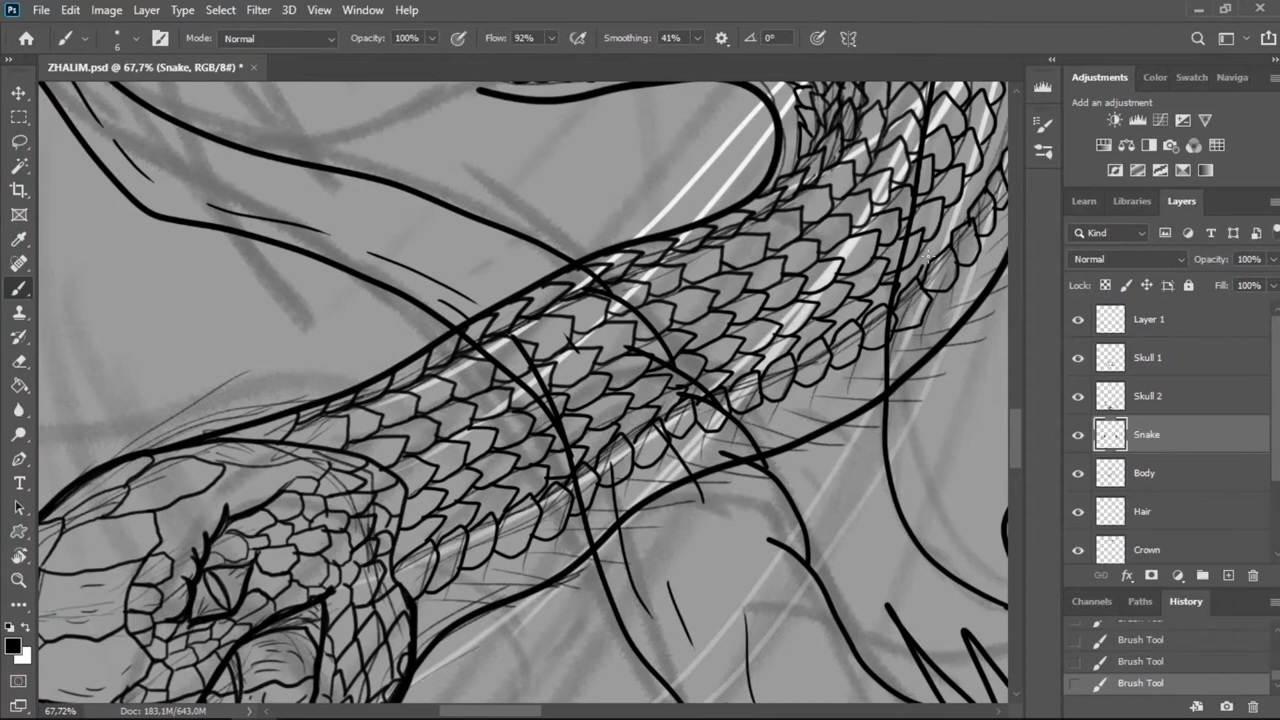 Ps File Edit Image Layer Type Select Filter 3D View Window Help
6 Mode: Normal Opacity: 100% Flow: 92% Smoothing: 41% 0°
ZHALIM.psd @ 67,7% (Snake, RGB/8#) * ×
Adjustments Color Swatch Naviga
Add an adjustment
Learn Libraries Layers
Kind
Normal Opacity: 100%
Lock: Fill: 100%
Layer 1
Skull 1
Skull 2
Snake
Body
Hair
Crown
fx
Channels Paths History
Brush Tool
Brush Tool
Brush Tool
67,72% Doc: 183,1M/643,0M